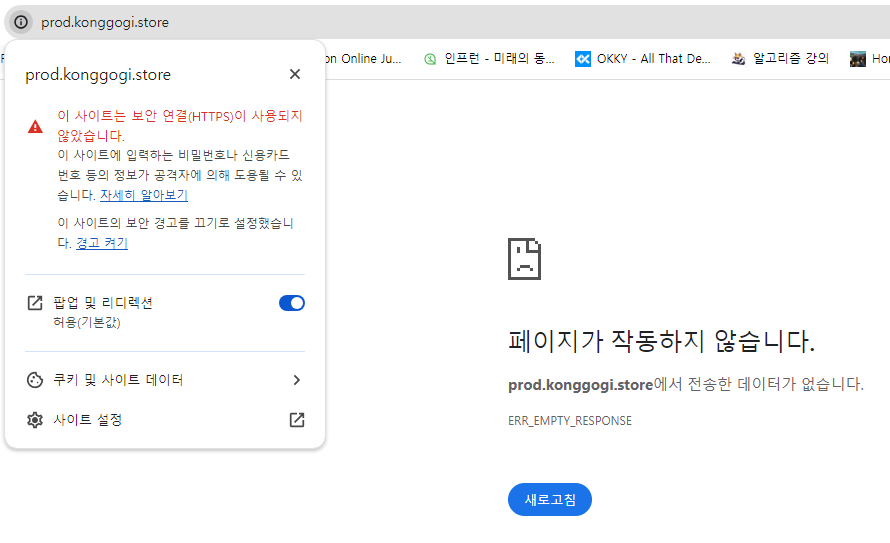 prod.konggogi.store
on Online Ju...
인프런 - 미래의 동...
OKKY - All That De...
알고리즘 강의
Hor
prod.konggogi.store
이 사이트는 보안 연결(HTTPS)이 사용되지
않았습니다.
이 사이트에 입력하는 비밀번호나 신용카드
번호 등의 정보가 공격자에 의해 도용될 수 있
습니다. 자세히 알아보기
이 사이트의 보안 경고를 끄기로 설정했습니
다. 경고 켜기
팝업 및 리디렉션
허용(기본값)
쿠키 및 사이트 데이터
사이트 설정
페이지가 작동하지 않습니다.
prod.konggogi.store에서 전송한 데이터가 없습니다.
ERR_EMPTY_RESPONSE
새로고침